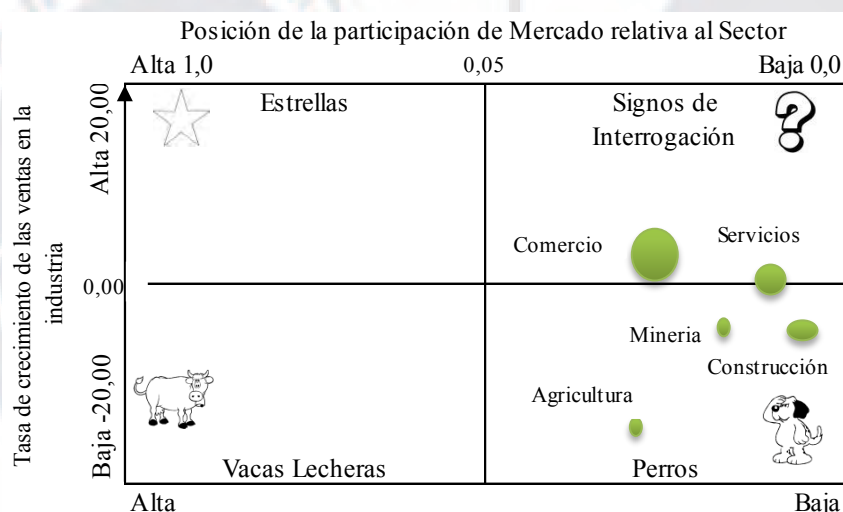 Posición de la participación de Mercado relativa al Sector
Alta 1,0
0,05
Baja 0,0
Tasa de crecimiento de las ventas en la
industria
Alta 20,00
0,00
Baja -20,00
Estrellas
Signos de
Interrogación
?
Comercio
Servicios
Mineria
Construcción
Agricultura
Vacas Lecheras
Perros
Alta
Baja